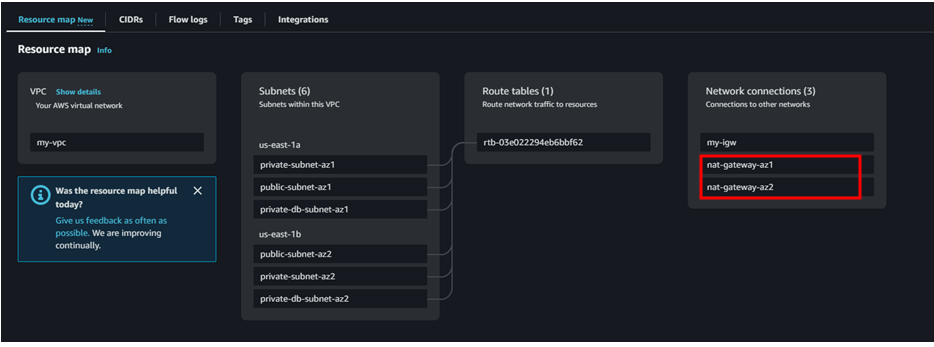 Resource map New
CIDRs
Flow logs
Tags
Integrations
Resource map Info
VPC Show details
Your AWS virtual network
my-vpc
Was the resource map helpful
today?
Give us feedback as often as
possible. We are improving
continually.
Subnets (6)
Subnets within this VPC
us-east-1a
private-subnet-az1
public-subnet-az1
private-db-subnet-az1
us-east-1b
public-subnet-az2
private-subnet-az2
private-db-subnet-az2
Route tables (1)
Route network traffic to resources
rtb-03e022294eb6bbf62
Network connections (3)
Connections to other networks
my-igw
nat-gateway-az1
nat-gateway-az2